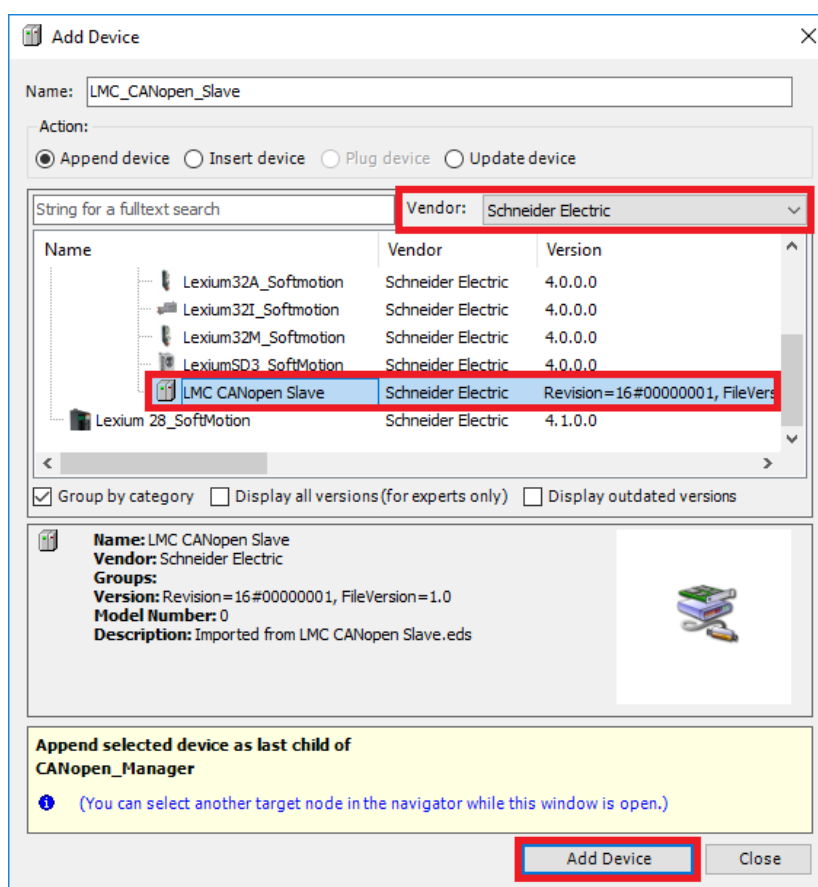 Add Device
Name: LMC_CANopen_Slave
Action:
Append device Insert device Plug device Update device
String for a fulltext search Vendor: Schneider Electric
Name Vendor Version
Lexium32A_Softmotion Schneider Electric 4.0.0.0
Lexium32I_Softmotion Schneider Electric 4.0.0.0
Lexium32M_Softmotion Schneider Electric 4.0.0.0
LexiumSD3_SoftMotion Schneider Electric 4.0.0.0
LMC CANopen Slave Schneider Electric Revision=16#00000001, FileVers
Lexium 28_SoftMotion Schneider Electric 4.1.0.0
Group by category Display all versions (for experts only) Display outdated versions
Name: LMC CANopen Slave
Vendor: Schneider Electric
Groups:
Version: Revision=16#00000001, FileVersion=1.0
Model Number: 0
Description: Imported from LMC CANopen Slave.eds
Append selected device as last child of
CANopen_Manager
(You can select another target node in the navigator while this window is open.)
Add Device Close